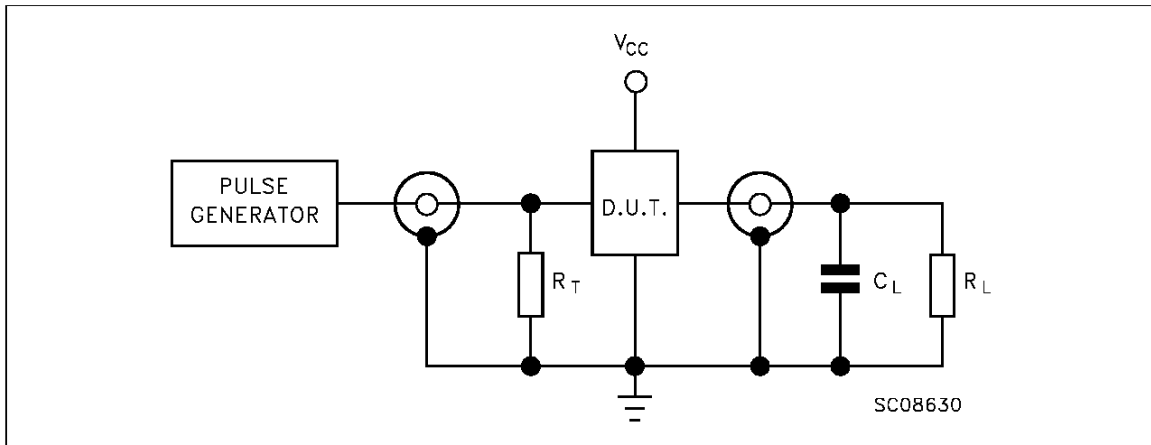 VCC
PULSE
GENERATOR
D.U.T.
RT
CL
RL
SC08630